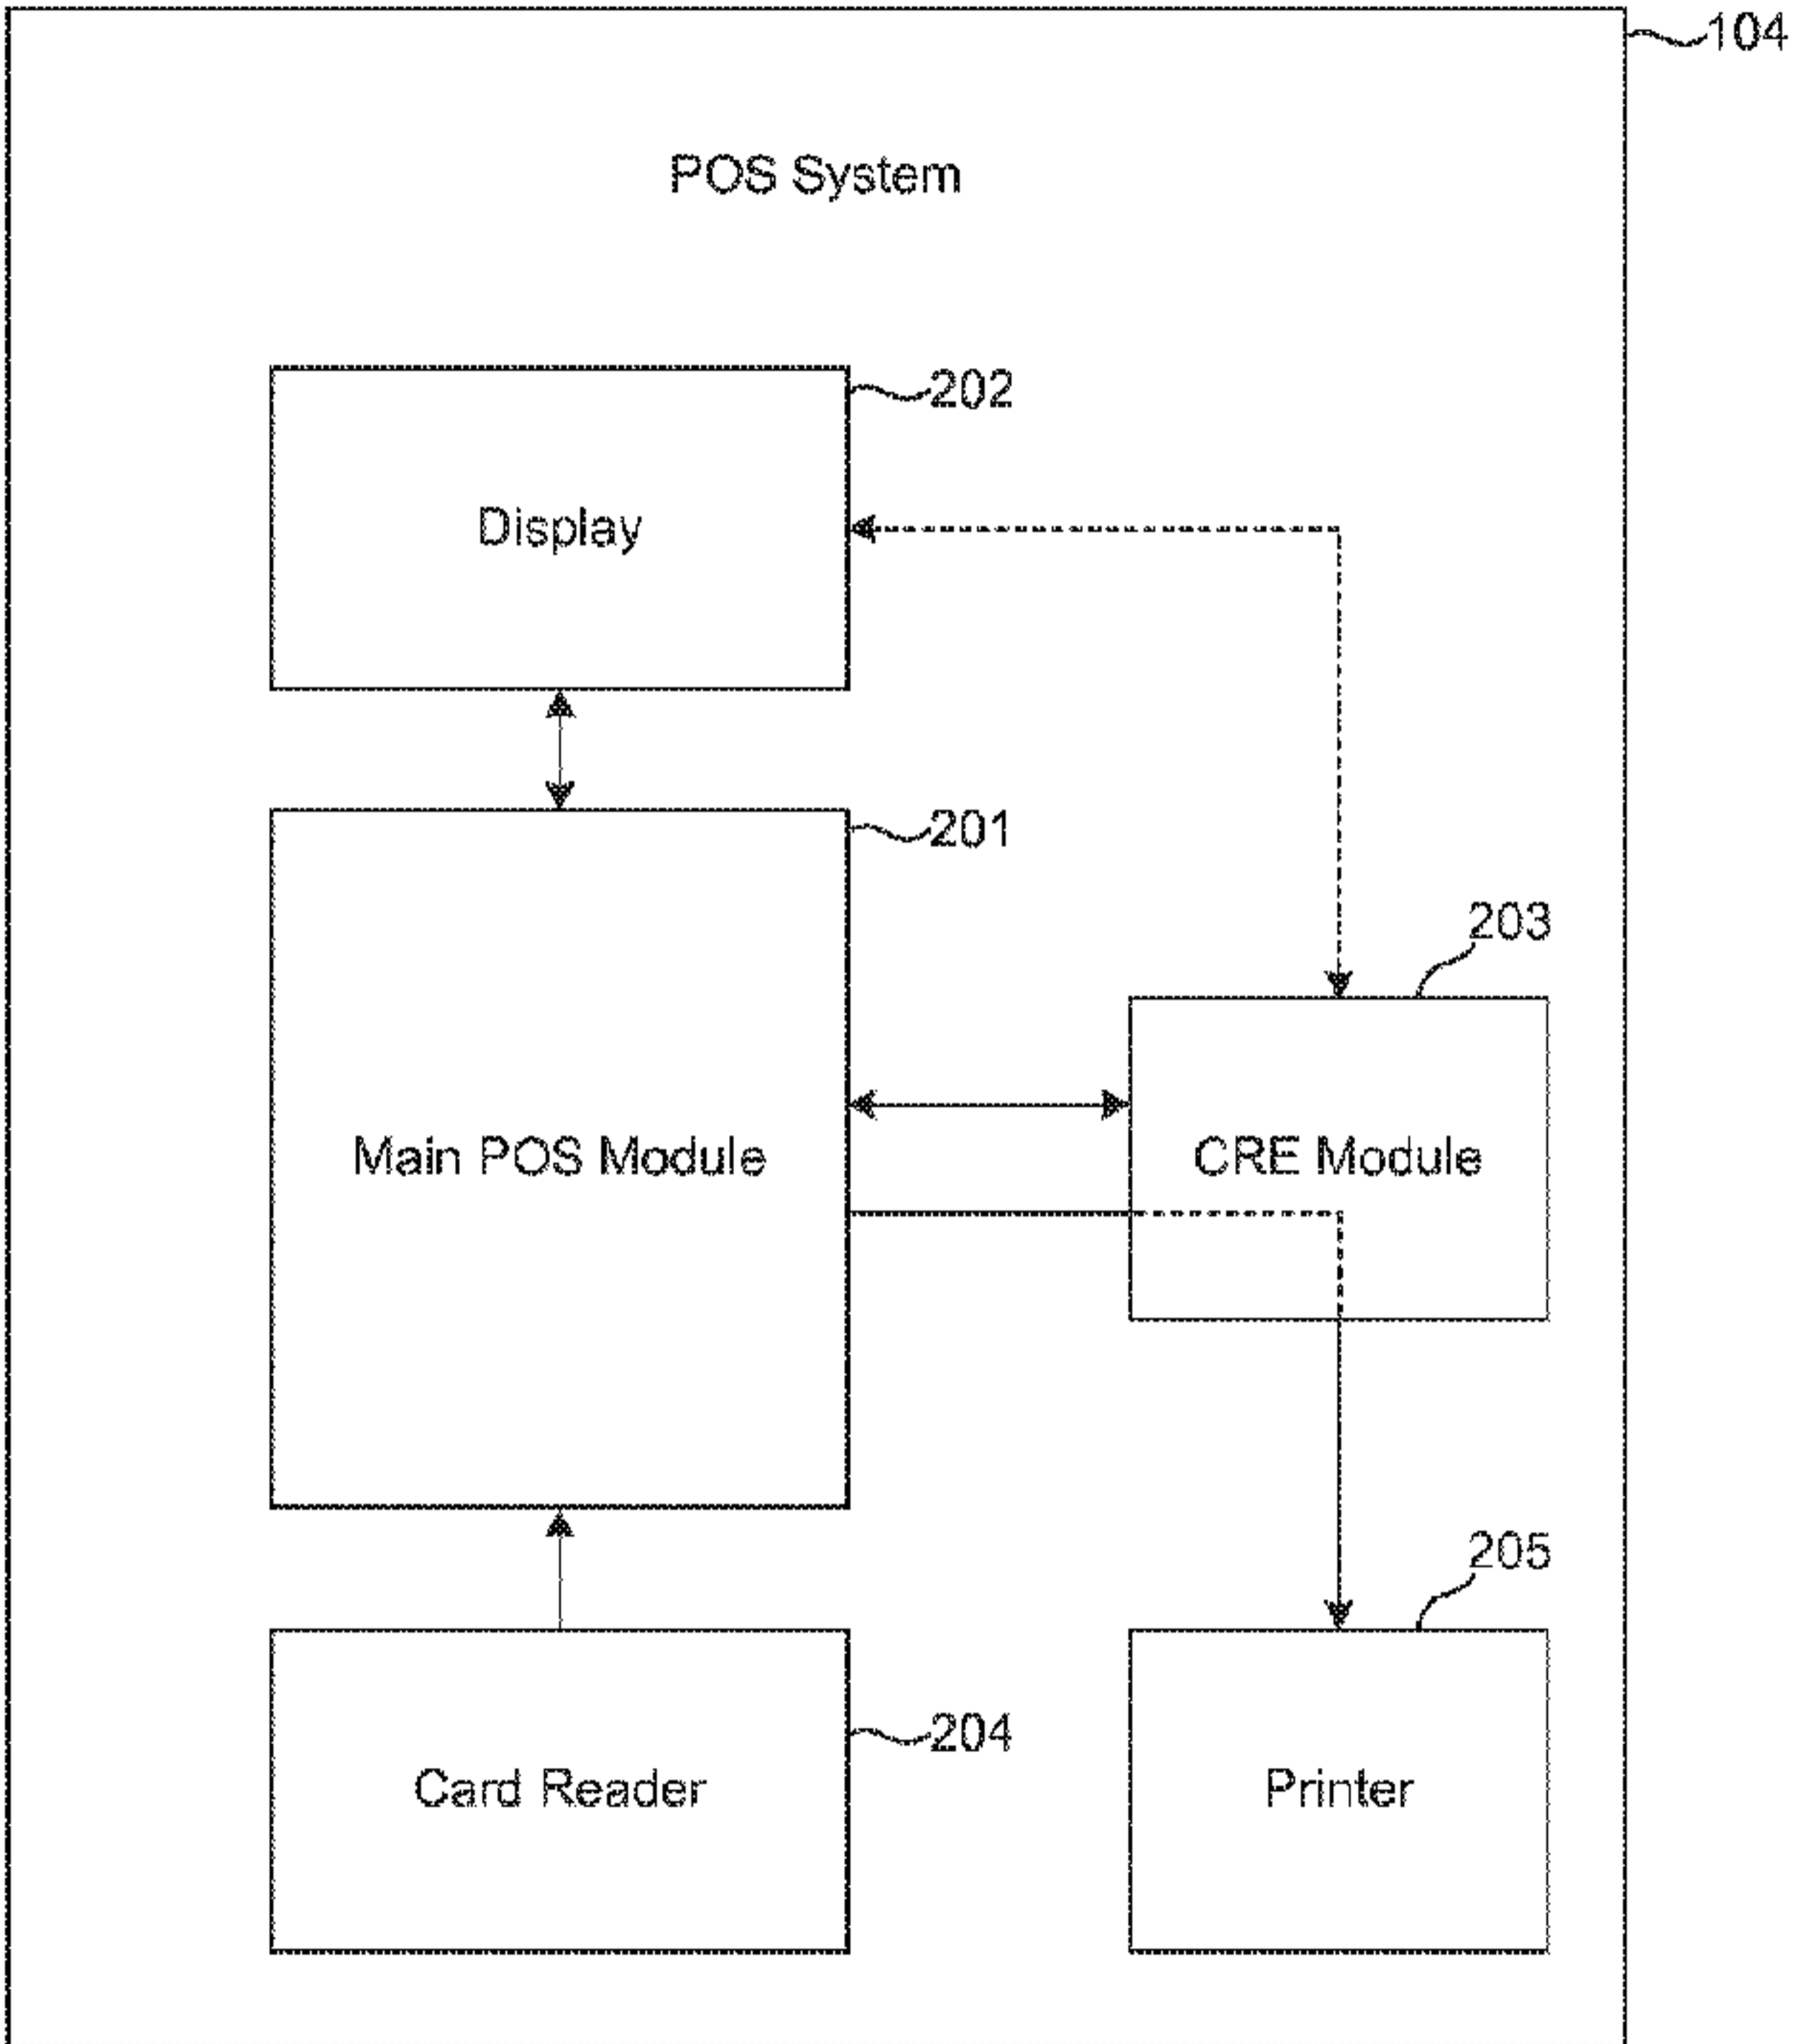 104
POS System
202
Display
201
203
Main POS Module
CRE Module
205
204
Card Reader
Printer